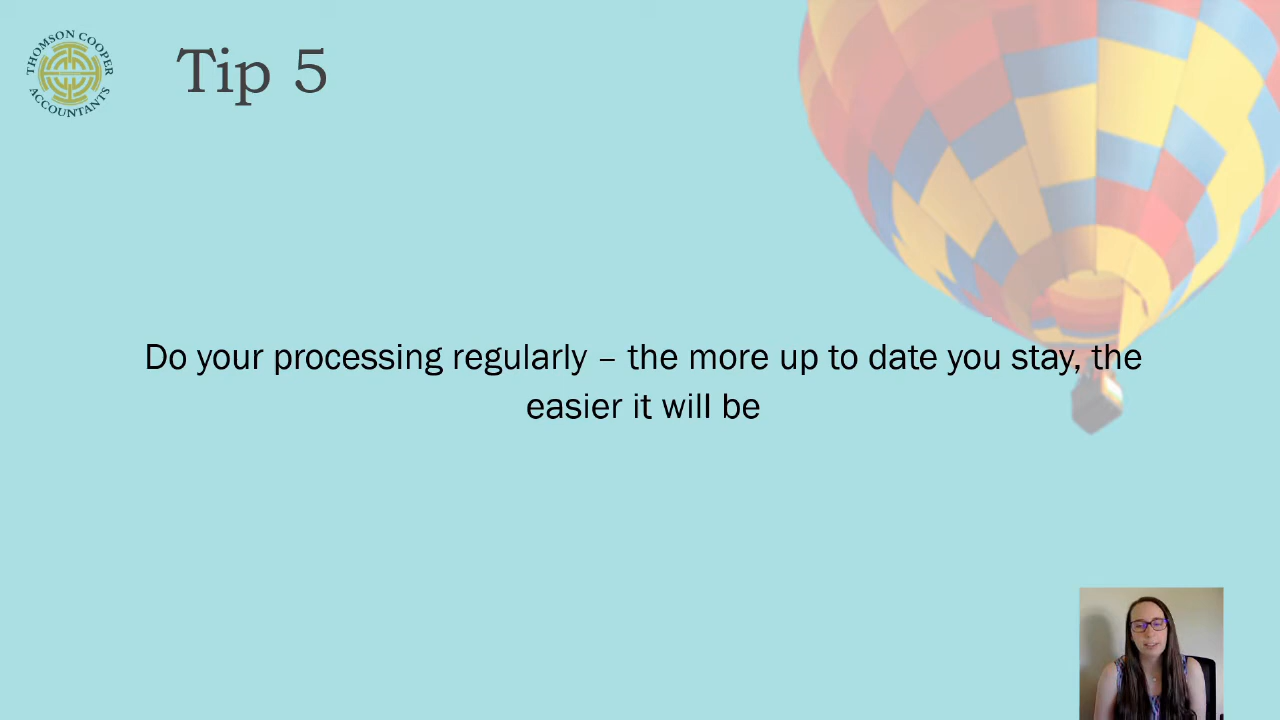 THOMSON COOPER
ACCOUNTANTS
Tip 5
Do your processing regularly – the more up to date you stay, the
easier it will be